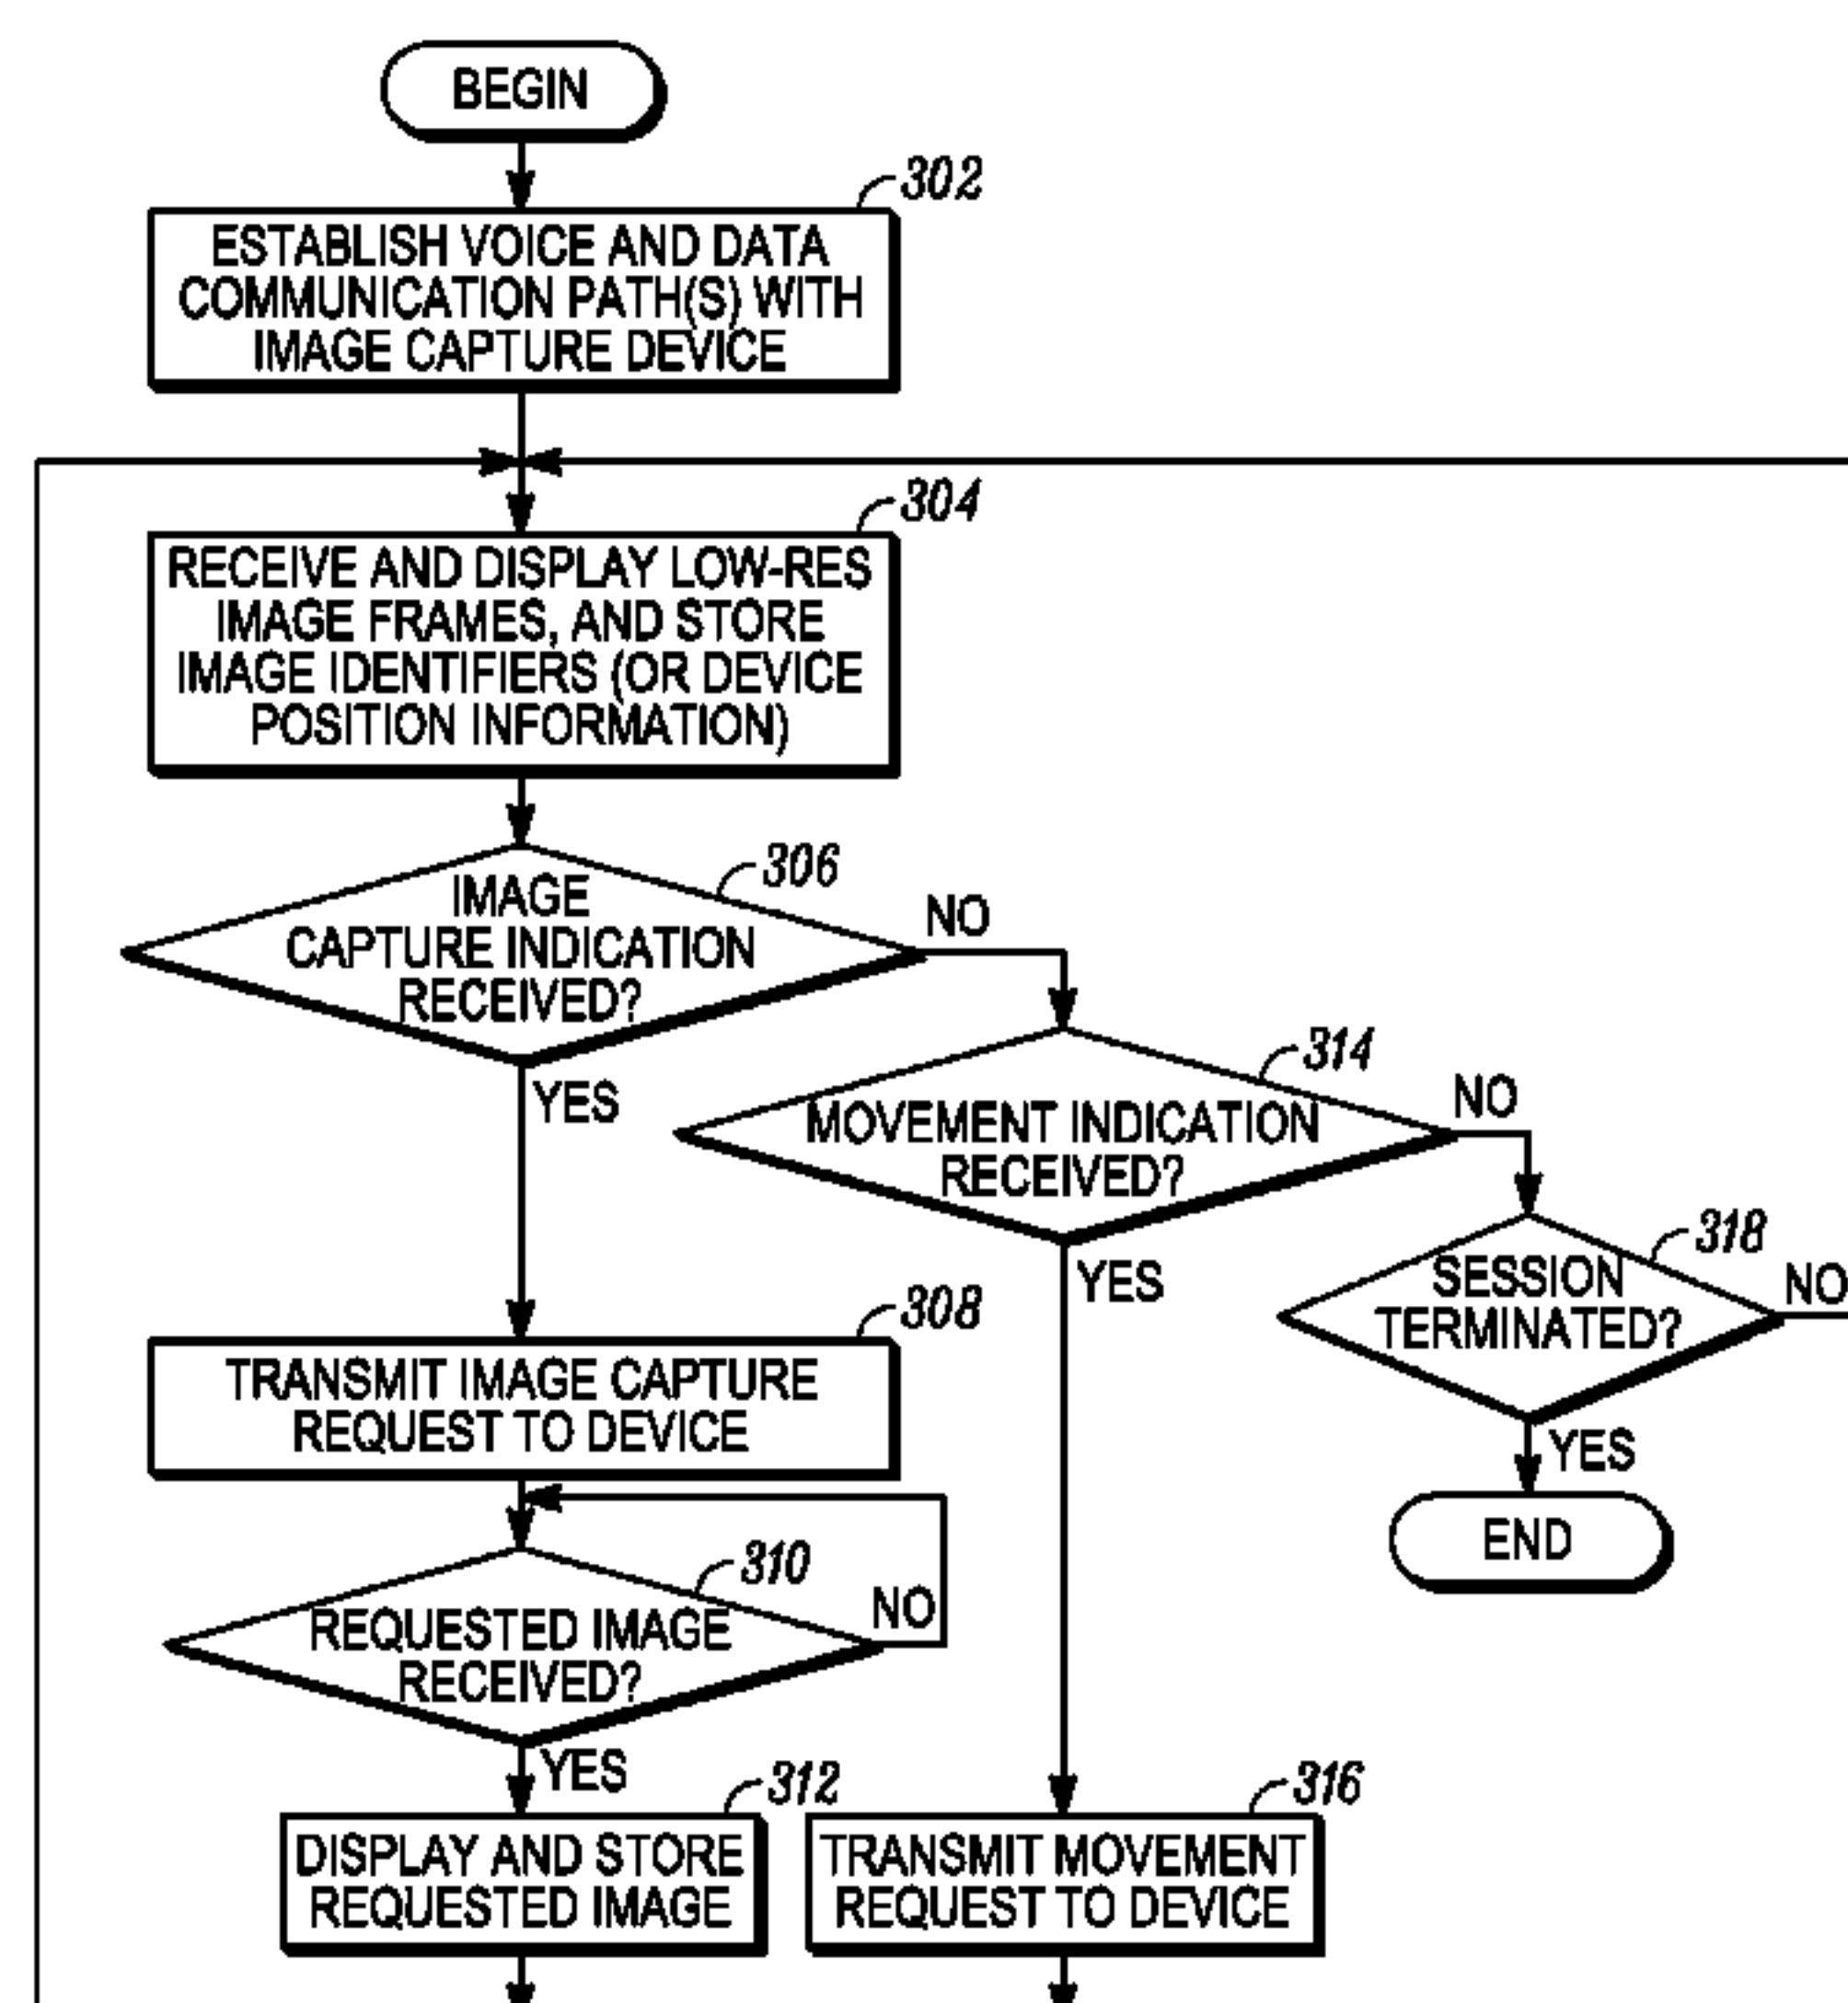 BEGIN
302
ESTABLISH VOICE AND DATA
COMMUNICATION PATH(S) WITH
IMAGE CAPTURE DEVICE
304
RECEIVE AND DISPLAY LOW-RES
IMAGE FRAMES, AND STORE
IMAGE IDENTIFIERS (OR DEVICE
POSITION INFORMATION)
306
IMAGE
CAPTURE INDICATION
RECEIVED?
NO
YES
314
MOVEMENT INDICATION
RECEIVED?
NO
YES
318
SESSION
TERMINATED?
NO
YES
END
308
TRANSMIT IMAGE CAPTURE
REQUEST TO DEVICE
310
REQUESTED IMAGE
RECEIVED?
NO
YES
312
DISPLAY AND STORE
REQUESTED IMAGE
316
TRANSMIT MOVEMENT
REQUEST TO DEVICE